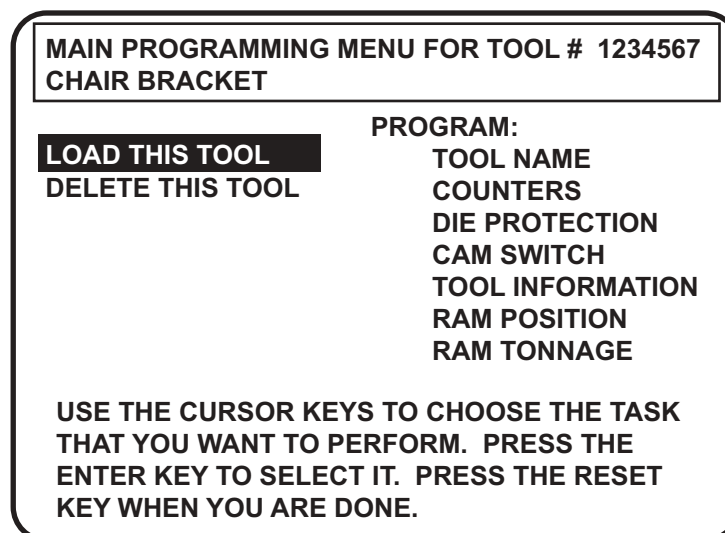 MAIN PROGRAMMING MENU FOR TOOL # 1234567
CHAIR BRACKET
LOAD THIS TOOL
DELETE THIS TOOL
PROGRAM:
TOOL NAME
COUNTERS
DIE PROTECTION
CAM SWITCH
TOOL INFORMATION
RAM POSITION
RAM TONNAGE
USE THE CURSOR KEYS TO CHOOSE THE TASK
THAT YOU WANT TO PERFORM. PRESS THE
ENTER KEY TO SELECT IT. PRESS THE RESET
KEY WHEN YOU ARE DONE.